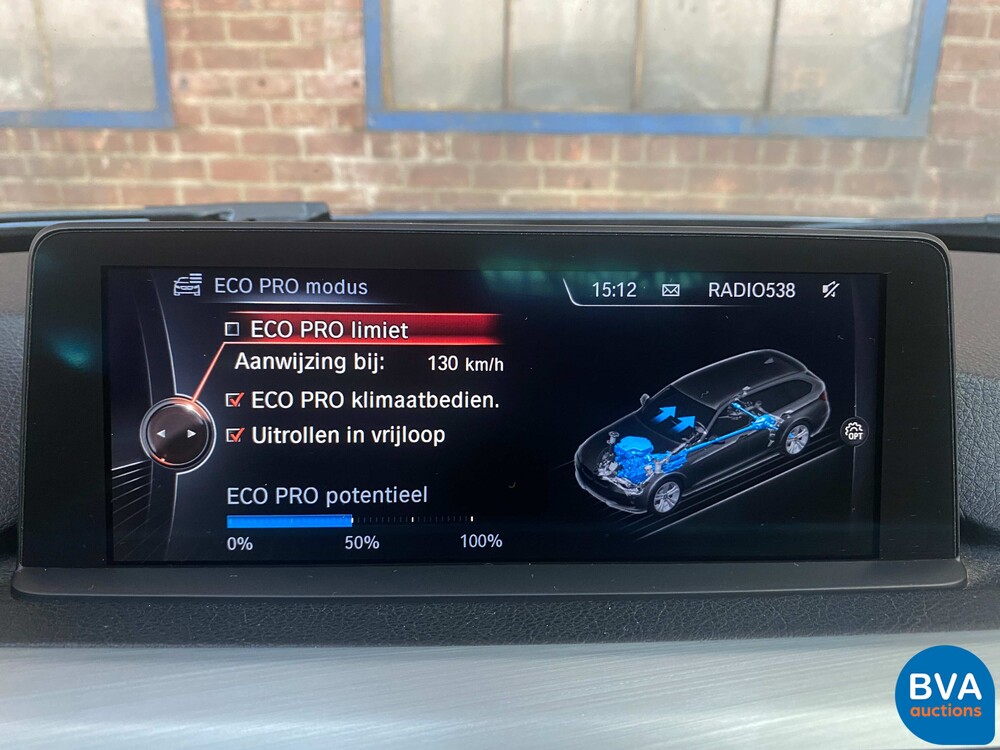 ECO PRO modus
15:12 RADIO538
ECO PRO limiet
Aanwijzing bij: 130 km/h
ECO PRO klimaatbedien.
Uitrollen in vrijloop
OPT
ECO PRO potentieel
0% 50% 100%
BVA
auctions